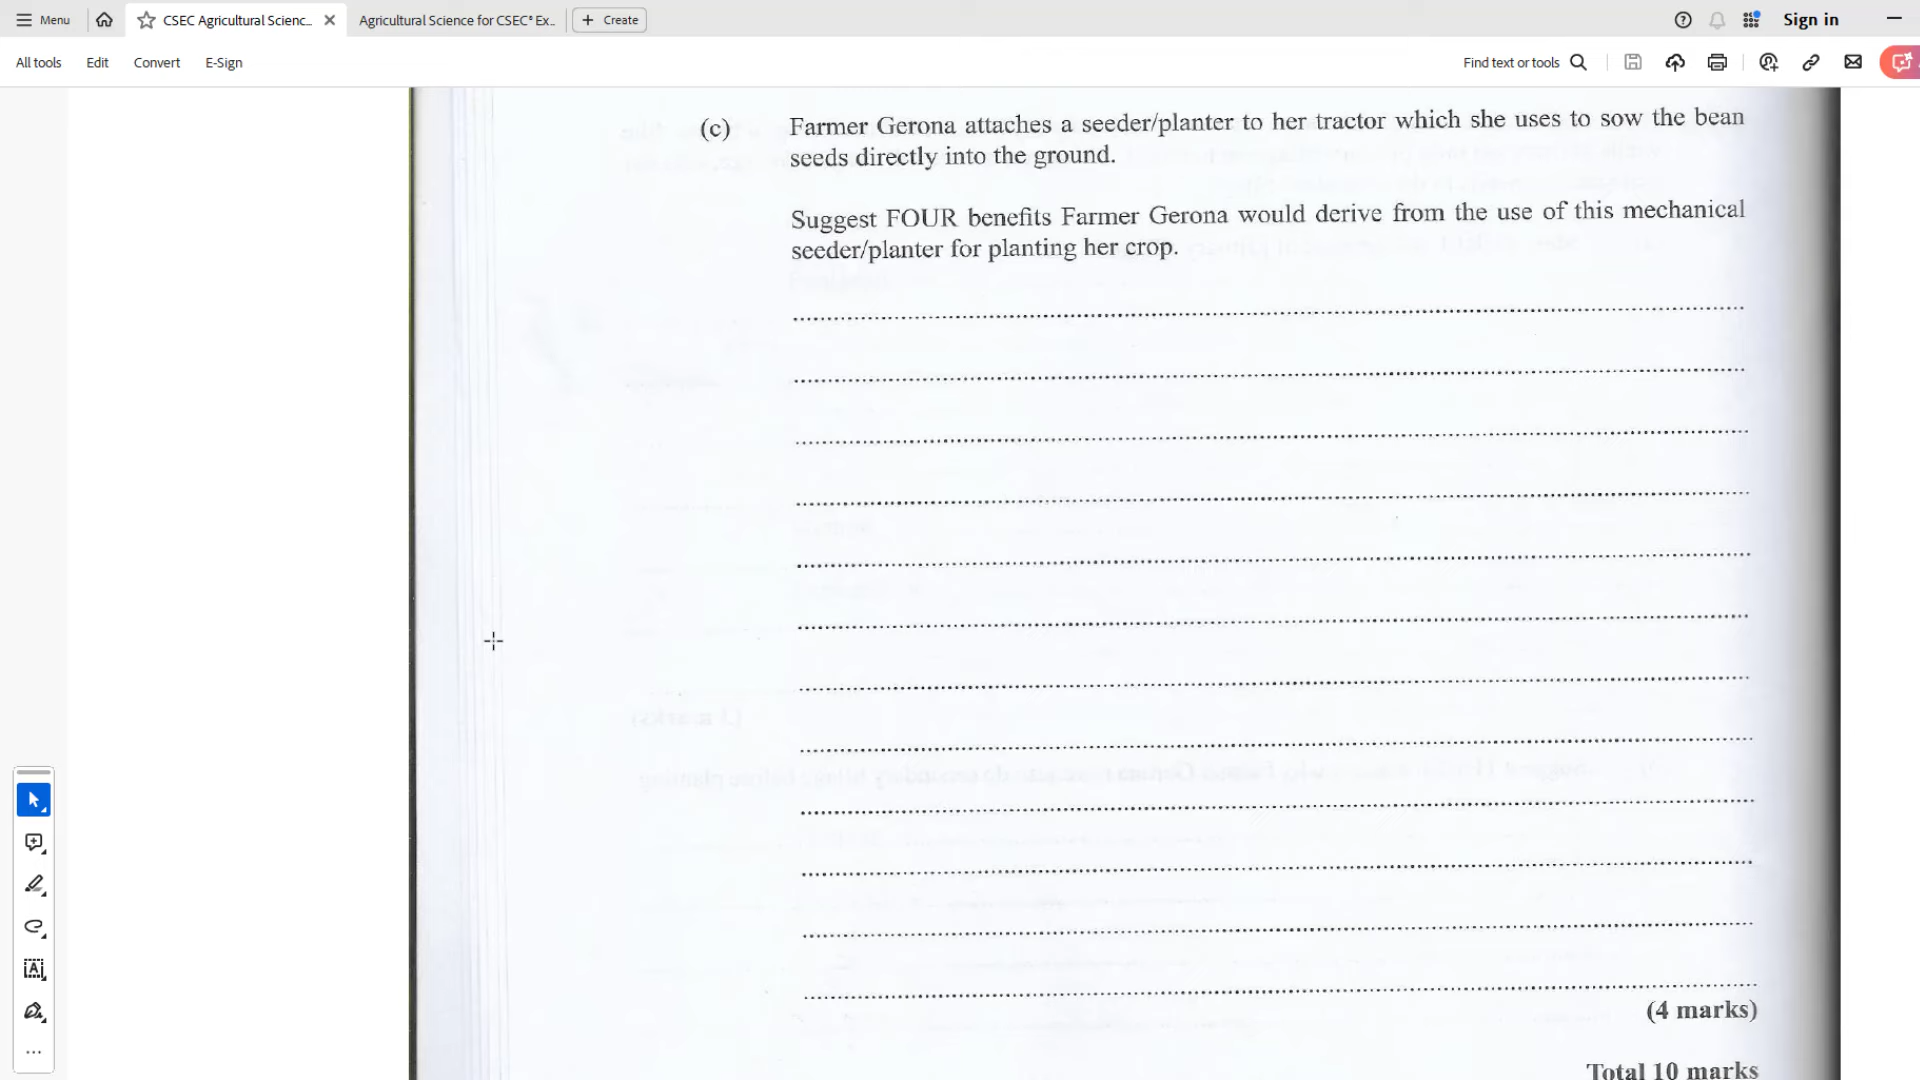 Menu
CSEC Agricultural Scienc...
Agricultural Science for CSEC® Ex...
Create
Sign in
All tools
Edit
Convert
E-Sign
Find text or tools
(c) Farmer Gerona attaches a seeder/planter to her tractor which she uses to sow the bean
seeds directly into the ground.
Suggest FOUR benefits Farmer Gerona would derive from the use of this mechanical
seeder/planter for planting her crop.
(4 marks)
Total 10 marks